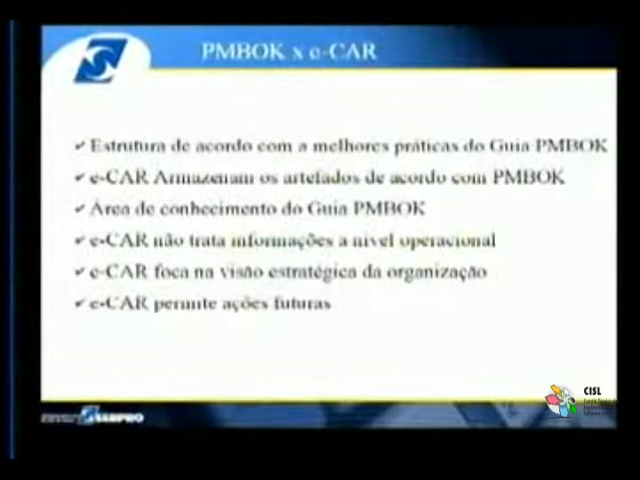 PMBOK x e-CAR
✓ Estrutura de acordo com a melhores práticas do Guia PMBOK
✓ e-CAR Armazenam os artefados de acordo com PMBOK
✓ Área de conhecimento do Guia PMBOK
✓ e-CAR não trata informações a nível operacional
✓ e-CAR foca na visão estratégica da organização
✓ e-CAR permite ações futuras
SERPRO
CISL